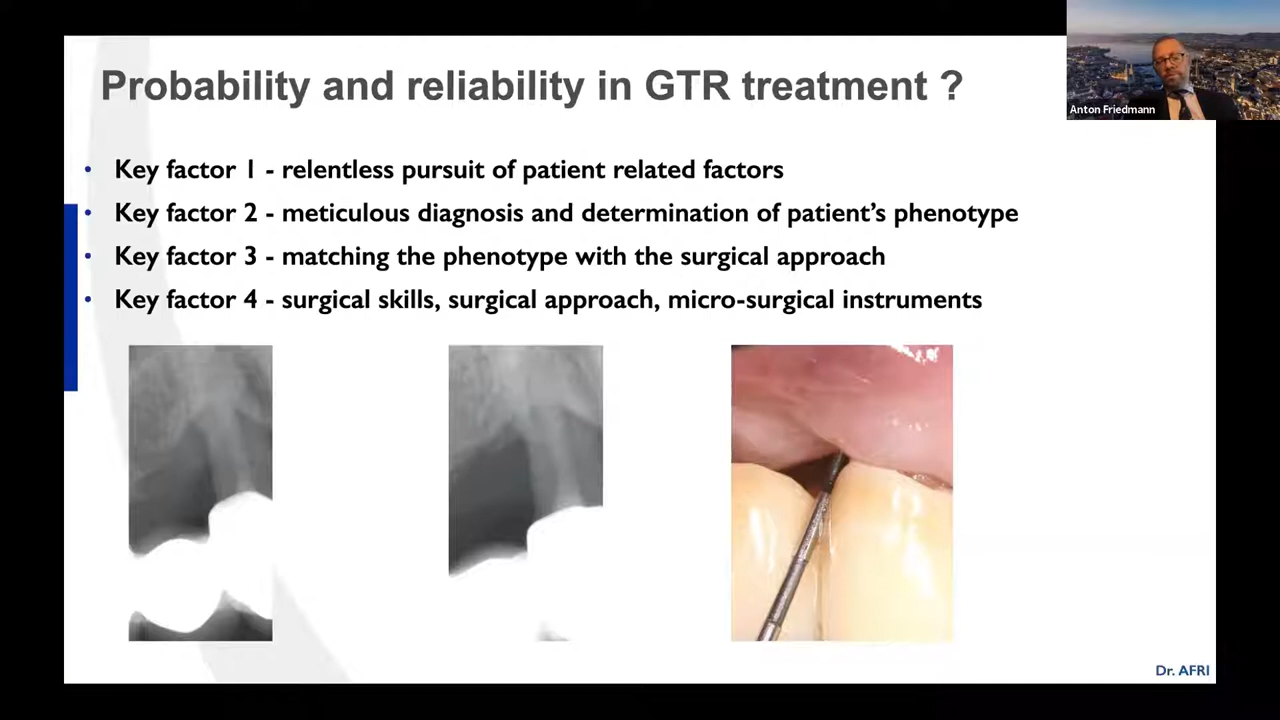 Probability and reliability in GTR treatment ?
Anton Friedmann
• Key factor 1 - relentless pursuit of patient related factors
• Key factor 2 - meticulous diagnosis and determination of patient’s phenotype
• Key factor 3 - matching the phenotype with the surgical approach
• Key factor 4 - surgical skills, surgical approach, micro-surgical instruments
Dr. AFRI